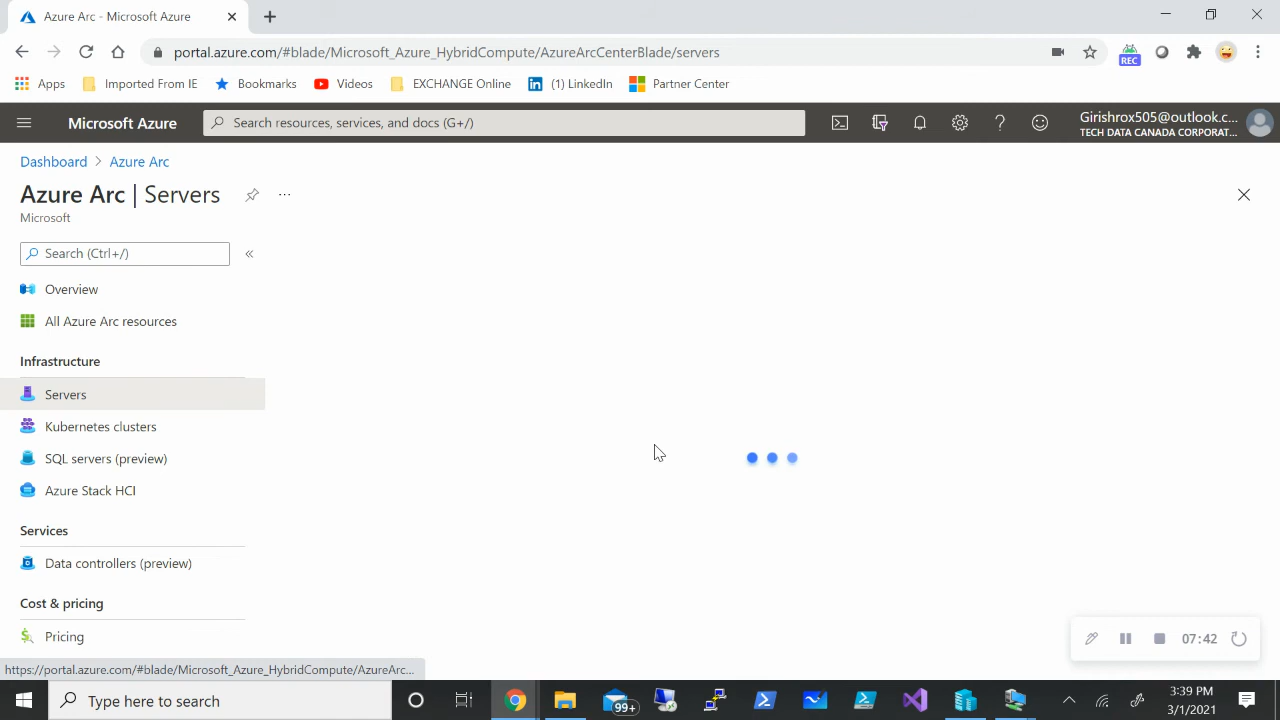 Azure Arc - Microsoft Azure
portal.azure.com/#blade/Microsoft_Azure_HybridCompute/AzureArcCenterBlade/servers
REC
Apps Imported From IE Bookmarks Videos EXCHANGE Online (1) LinkedIn Partner Center
Microsoft Azure Search resources, services, and docs (G+/) Girishrox505@outlook.c...
TECH DATA CANADA CORPORAT...
Dashboard > Azure Arc
Azure Arc | Servers
Microsoft
Search (Ctrl+/)
Overview
All Azure Arc resources
Infrastructure
Servers
Kubernetes clusters
SQL servers (preview)
Azure Stack HCI
Services
Data controllers (preview)
Cost & pricing
Pricing
07:42
https://portal.azure.com/#blade/Microsoft_Azure_HybridCompute/AzureArc...
Type here to search
99+
3:39 PM
3/1/2021